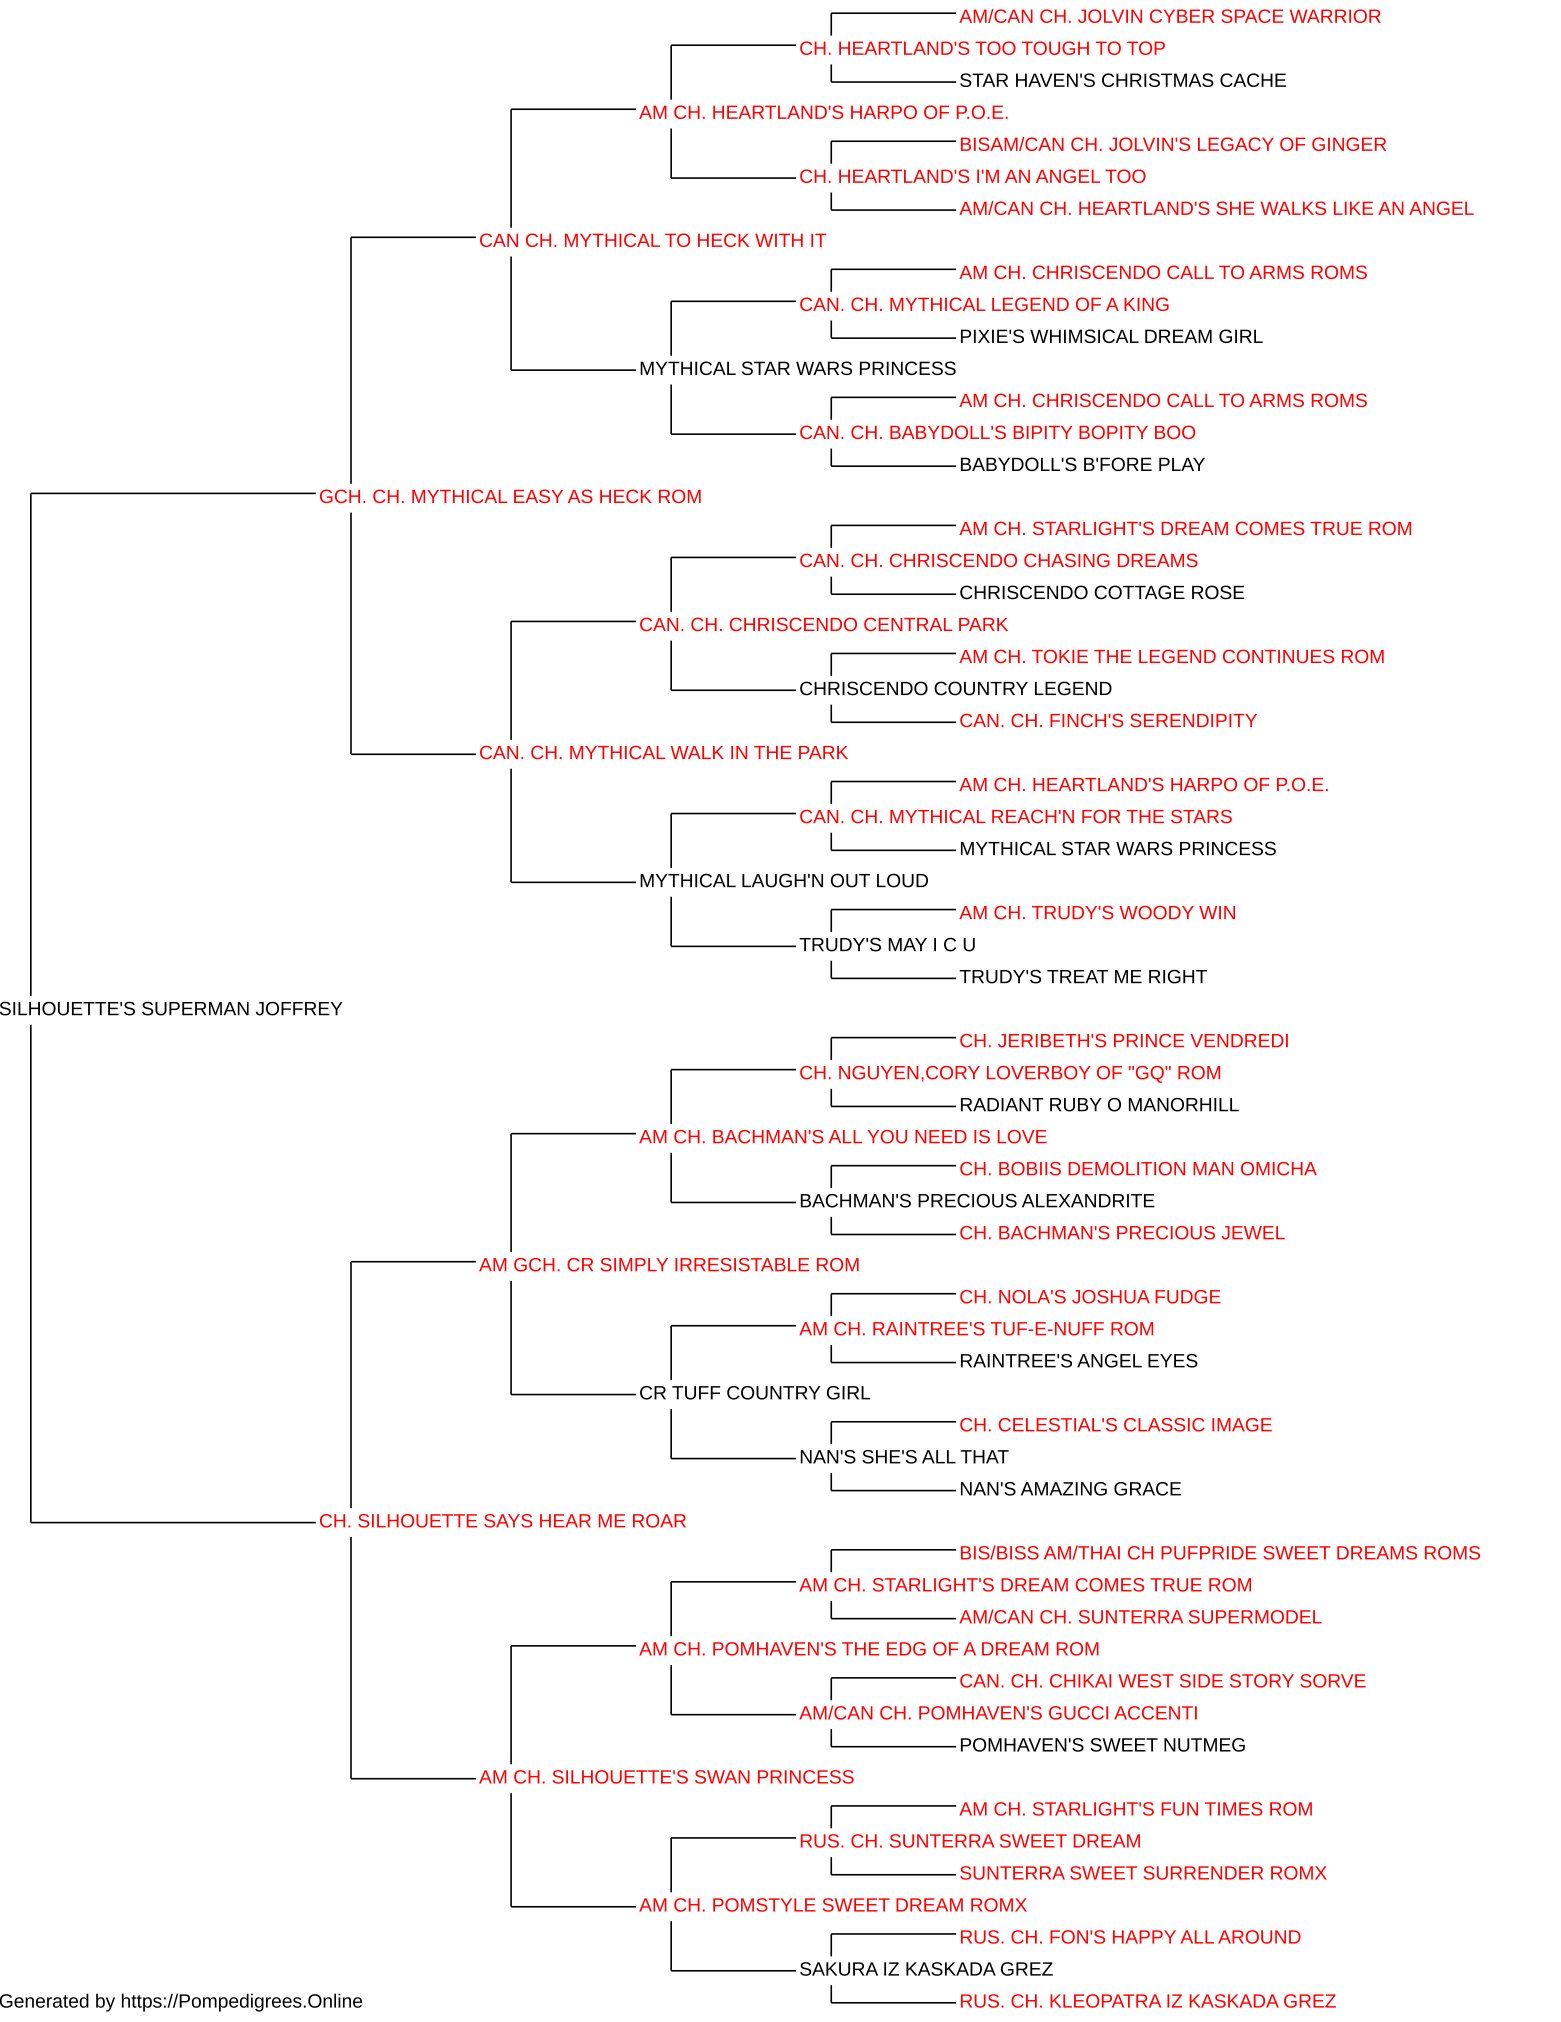 AM/CAN CH. JOLVIN CYBER SPACE WARRIOR
CH. HEARTLAND'S TOO TOUGH TO TOP
STAR HAVEN'S CHRISTMAS CACHE
AM CH. HEARTLAND'S HARPO OF P.O.E.
BISAM/CAN CH. JOLVIN'S LEGACY OF GINGER
CH. HEARTLAND'S I'M AN ANGEL TOO
AM/CAN CH. HEARTLAND'S SHE WALKS LIKE AN ANGEL
CAN CH. MYTHICAL TO HECK WITH IT
AM CH. CHRISCENDO CALL TO ARMS ROMS
CAN. CH. MYTHICAL LEGEND OF A KING
PIXIE'S WHIMSICAL DREAM GIRL
MYTHICAL STAR WARS PRINCESS
AM CH. CHRISCENDO CALL TO ARMS ROMS
CAN. CH. BABYDOLL'S BIPITY BOPITY BOO
BABYDOLL'S B'FORE PLAY
GCH. CH. MYTHICAL EASY AS HECK ROM
AM CH. STARLIGHT'S DREAM COMES TRUE ROM
CAN. CH. CHRISCENDO CHASING DREAMS
CHRISCENDO COTTAGE ROSE
CAN. CH. CHRISCENDO CENTRAL PARK
AM CH. TOKIE THE LEGEND CONTINUES ROM
CHRISCENDO COUNTRY LEGEND
CAN. CH. FINCH'S SERENDIPITY
CAN. CH. MYTHICAL WALK IN THE PARK
AM CH. HEARTLAND'S HARPO OF P.O.E.
CAN. CH. MYTHICAL REACH'N FOR THE STARS
MYTHICAL STAR WARS PRINCESS
MYTHICAL LAUGH'N OUT LOUD
AM CH. TRUDY'S WOODY WIN
TRUDY'S MAY I C U
TRUDY'S TREAT ME RIGHT
SILHOUETTE'S SUPERMAN JOFFREY
CH. JERIBETH'S PRINCE VENDREDI
CH. NGUYEN,CORY LOVERBOY OF "GQ" ROM
RADIANT RUBY O MANORHILL
AM CH. BACHMAN'S ALL YOU NEED IS LOVE
CH. BOBIIS DEMOLITION MAN OMICHA
BACHMAN'S PRECIOUS ALEXANDRITE
CH. BACHMAN'S PRECIOUS JEWEL
AM GCH. CR SIMPLY IRRESISTABLE ROM
CH. NOLA'S JOSHUA FUDGE
AM CH. RAINTREE'S TUF-E-NUFF ROM
RAINTREE'S ANGEL EYES
CR TUFF COUNTRY GIRL
CH. CELESTIAL'S CLASSIC IMAGE
NAN'S SHE'S ALL THAT
NAN'S AMAZING GRACE
CH. SILHOUETTE SAYS HEAR ME ROAR
BIS/BISS AM/THAI CH PUFPRIDE SWEET DREAMS ROMS
AM CH. STARLIGHT'S DREAM COMES TRUE ROM
AM/CAN CH. SUNTERRA SUPERMODEL
AM CH. POMHAVEN'S THE EDG OF A DREAM ROM
CAN. CH. CHIKAI WEST SIDE STORY SORVE
AM/CAN CH. POMHAVEN'S GUCCI ACCENTI
POMHAVEN'S SWEET NUTMEG
AM CH. SILHOUETTE'S SWAN PRINCESS
AM CH. STARLIGHT'S FUN TIMES ROM
RUS. CH. SUNTERRA SWEET DREAM
SUNTERRA SWEET SURRENDER ROMX
AM CH. POMSTYLE SWEET DREAM ROMX
RUS. CH. FON'S HAPPY ALL AROUND
SAKURA IZ KASKADA GREZ
RUS. CH. KLEOPATRA IZ KASKADA GREZ
Generated by https://Pompedigrees.Online